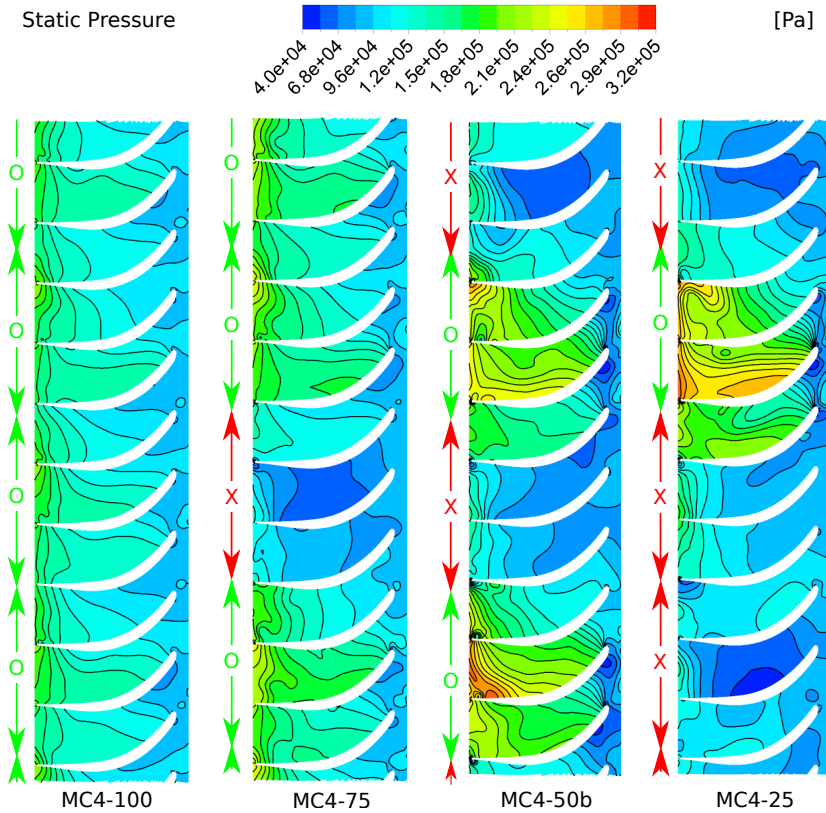 Static Pressure [Pa]
4.0e+04 6.8e+04 9.6e+04 1.2e+05 1.5e+05 1.8e+05 2.1e+05 2.4e+05 2.6e+05 2.9e+05 3.2e+05
O O X X
O O O O
O X X X
O O O X
MC4-100 MC4-75 MC4-50b MC4-25